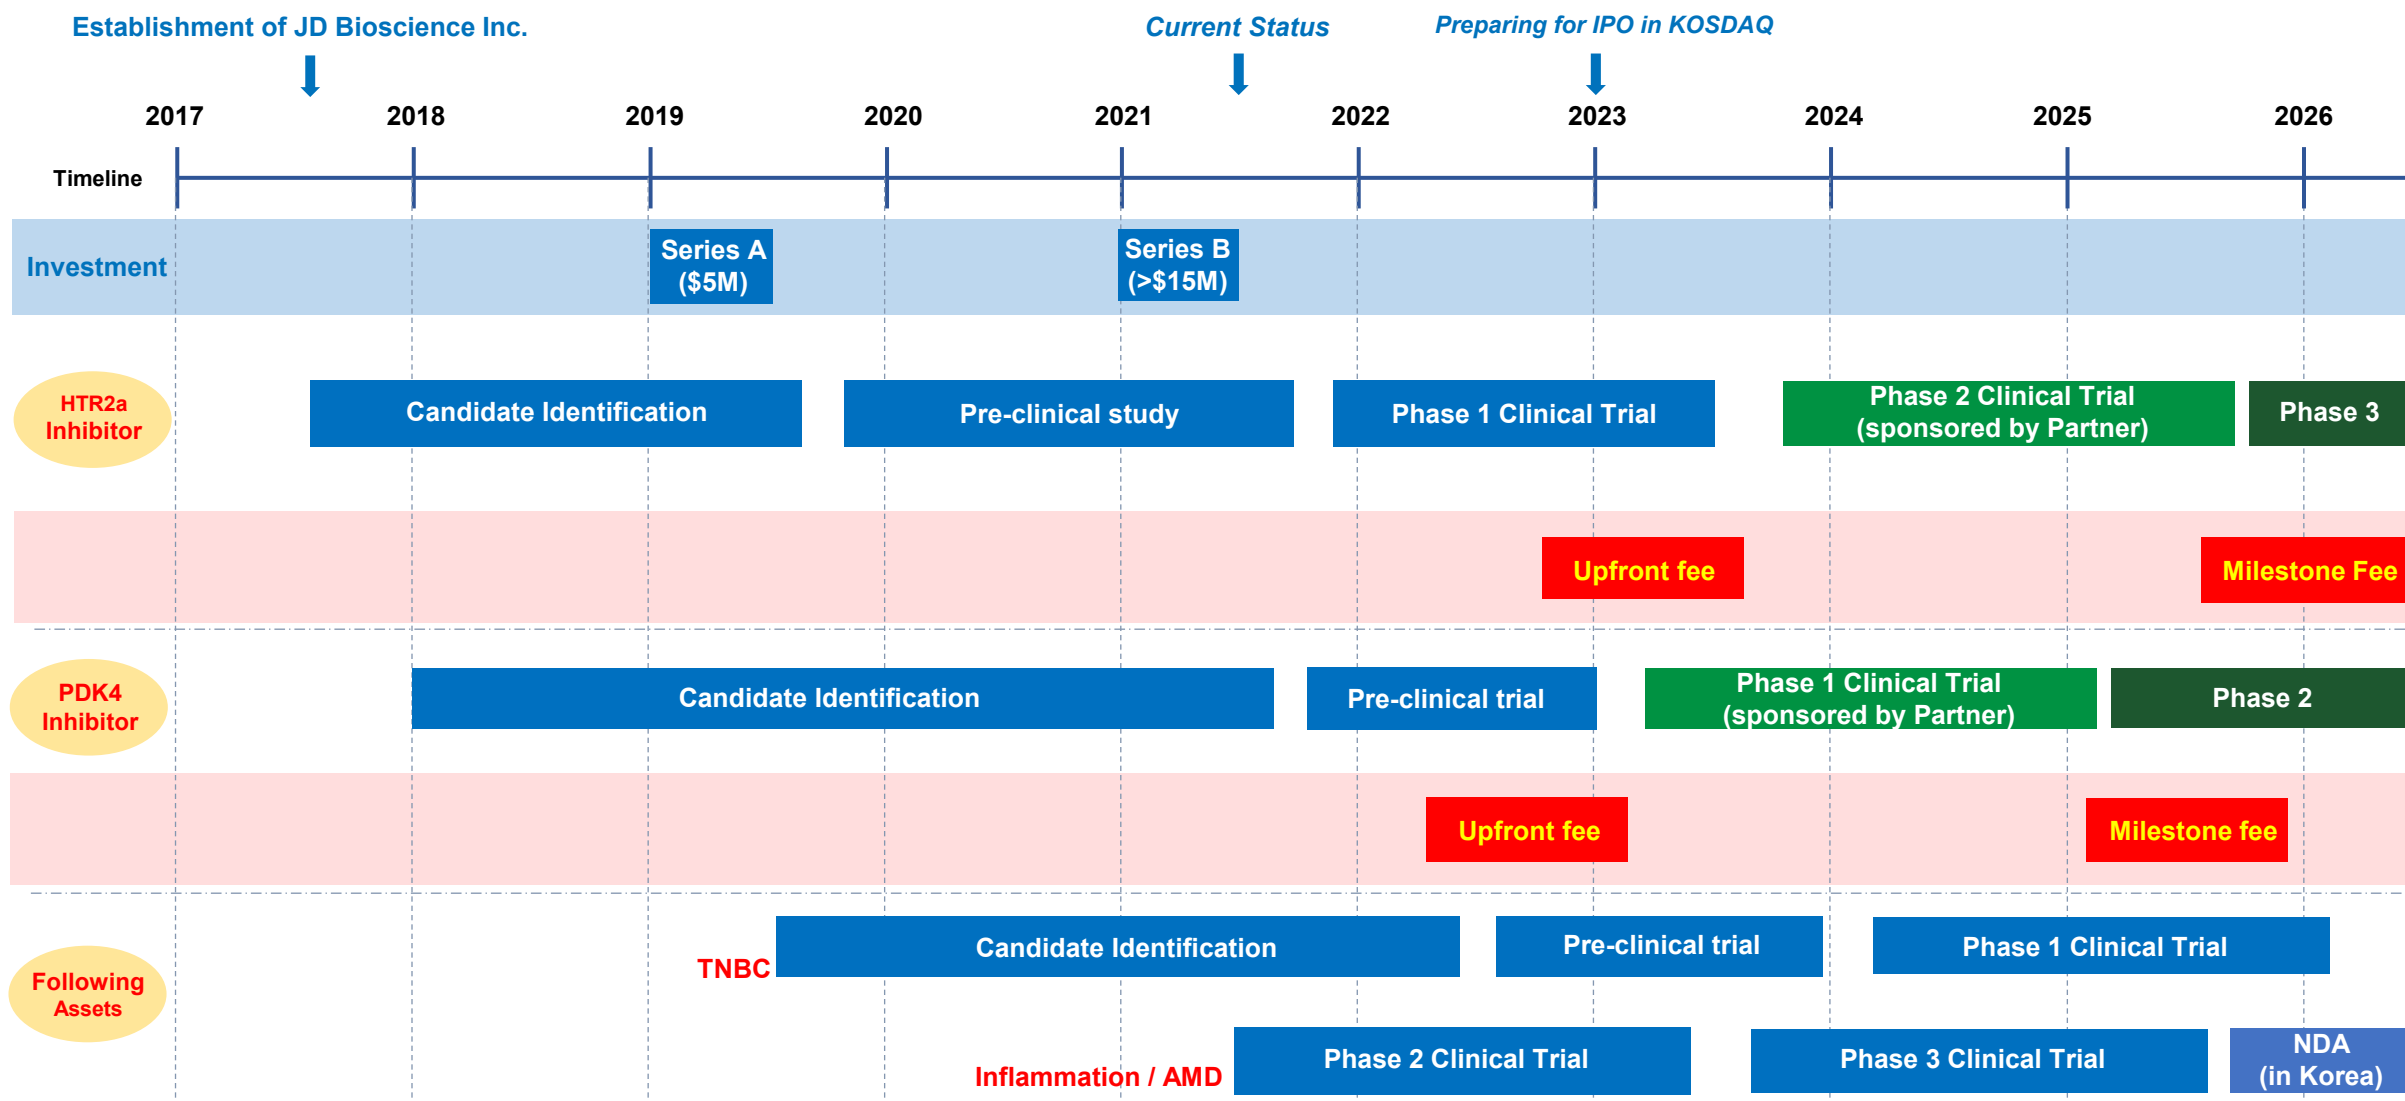 Establishment of JD Bioscience Inc.
Current Status
Preparing for IPO in KOSDAQ
2017 2018 2019 2020 2021 2022 2023 2024 2025 2026
Timeline
Investment
Series A
($5M)
Series B
(>$15M)
HTR2a
Inhibitor
Candidate Identification
Pre-clinical study
Phase 1 Clinical Trial
Phase 2 Clinical Trial
(sponsored by Partner)
Phase 3
Upfront fee
Milestone Fee
PDK4
Inhibitor
Candidate Identification
Pre-clinical trial
Phase 1 Clinical Trial
(sponsored by Partner)
Phase 2
Upfront fee
Milestone fee
Following
Assets
TNBC
Candidate Identification
Pre-clinical trial
Phase 1 Clinical Trial
Inflammation / AMD
Phase 2 Clinical Trial
Phase 3 Clinical Trial
NDA
(in Korea)